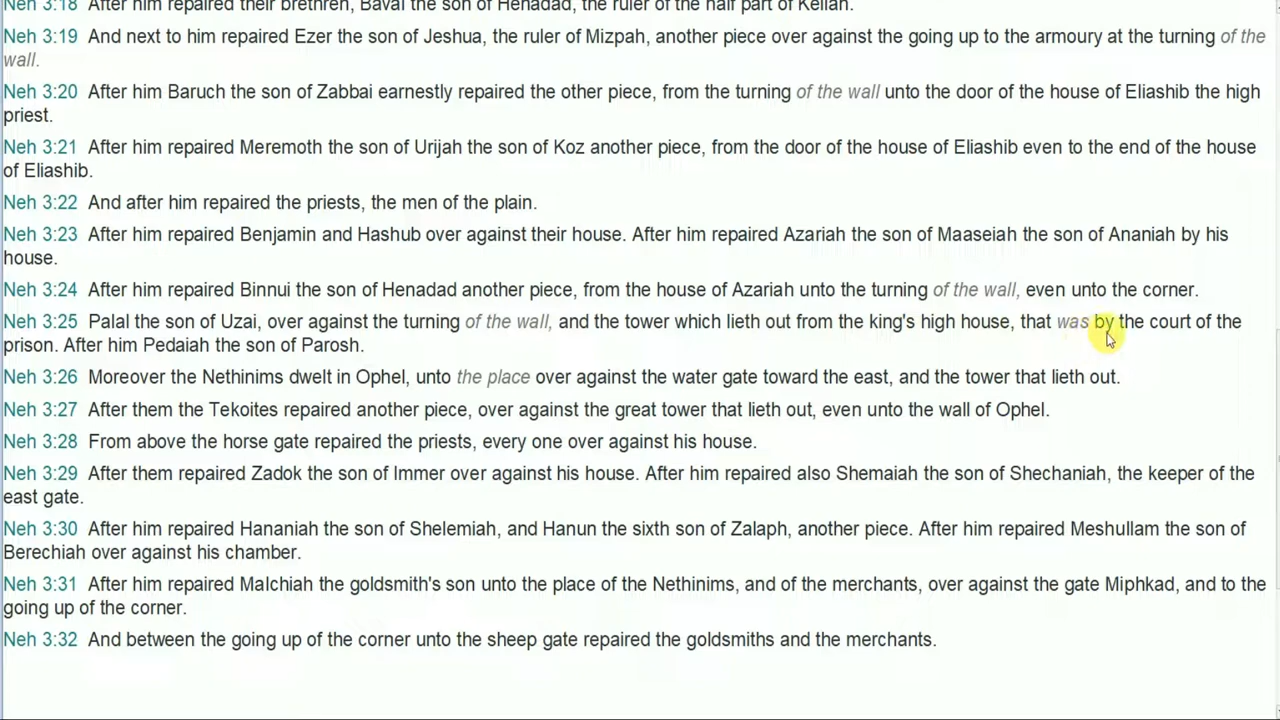 Neh 3:18 After him repaired their brethren, Bavai the son of Henadad, the ruler of the half part of Keilah.
Neh 3:19 And next to him repaired Ezer the son of Jeshua, the ruler of Mizpah, another piece over against the going up to the armoury at the turning of the
wall.
Neh 3:20 After him Baruch the son of Zabbai earnestly repaired the other piece, from the turning of the wall unto the door of the house of Eliashib the high
priest.
Neh 3:21 After him repaired Meremoth the son of Urijah the son of Koz another piece, from the door of the house of Eliashib even to the end of the house
of Eliashib.
Neh 3:22 And after him repaired the priests, the men of the plain.
Neh 3:23 After him repaired Benjamin and Hashub over against their house. After him repaired Azariah the son of Maaseiah the son of Ananiah by his
house.
Neh 3:24 After him repaired Binnui the son of Henadad another piece, from the house of Azariah unto the turning of the wall, even unto the corner.
Neh 3:25 Palal the son of Uzai, over against the turning of the wall, and the tower which lieth out from the king's high house, that was by the court of the
prison. After him Pedaiah the son of Parosh.
Neh 3:26 Moreover the Nethinims dwelt in Ophel, unto the place over against the water gate toward the east, and the tower that lieth out.
Neh 3:27 After them the Tekoites repaired another piece, over against the great tower that lieth out, even unto the wall of Ophel.
Neh 3:28 From above the horse gate repaired the priests, every one over against his house.
Neh 3:29 After them repaired Zadok the son of Immer over against his house. After him repaired also Shemaiah the son of Shechaniah, the keeper of the
east gate.
Neh 3:30 After him repaired Hananiah the son of Shelemiah, and Hanun the sixth son of Zalaph, another piece. After him repaired Meshullam the son of
Berechiah over against his chamber.
Neh 3:31 After him repaired Malchiah the goldsmith's son unto the place of the Nethinims, and of the merchants, over against the gate Miphkad, and to the
going up of the corner.
Neh 3:32 And between the going up of the corner unto the sheep gate repaired the goldsmiths and the merchants.